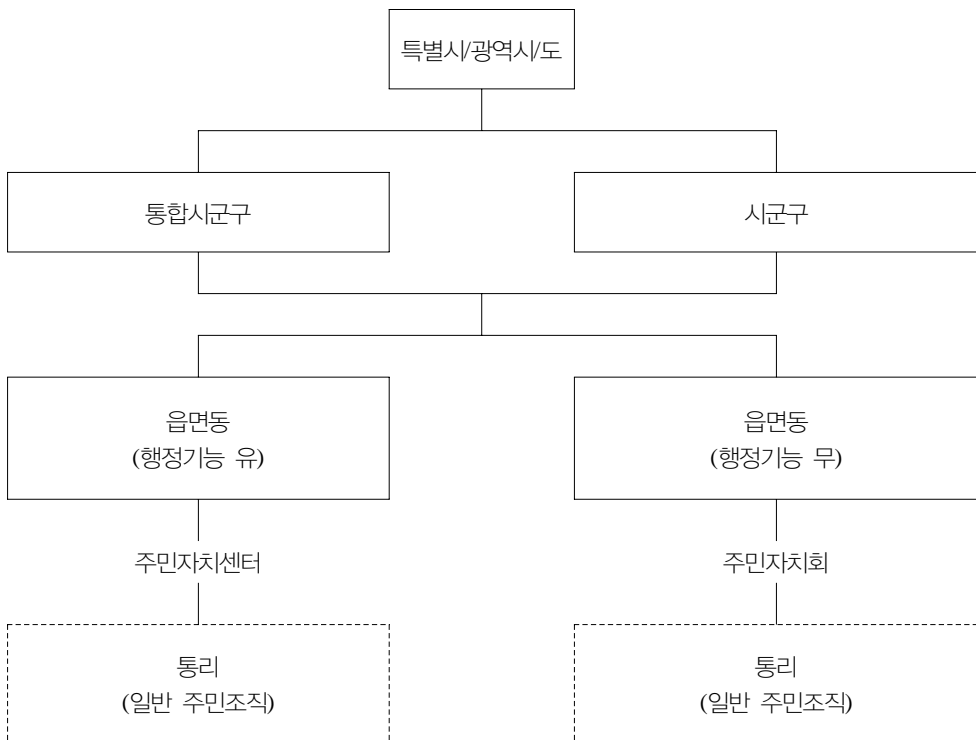 특별시/광역시/도
통합시군구
시군구
읍면동
(행정기능 유)
읍면동
(행정기능 무)
주민자치센터
주민자치회
통리
(일반 주민조직)
통리
(일반 주민조직)